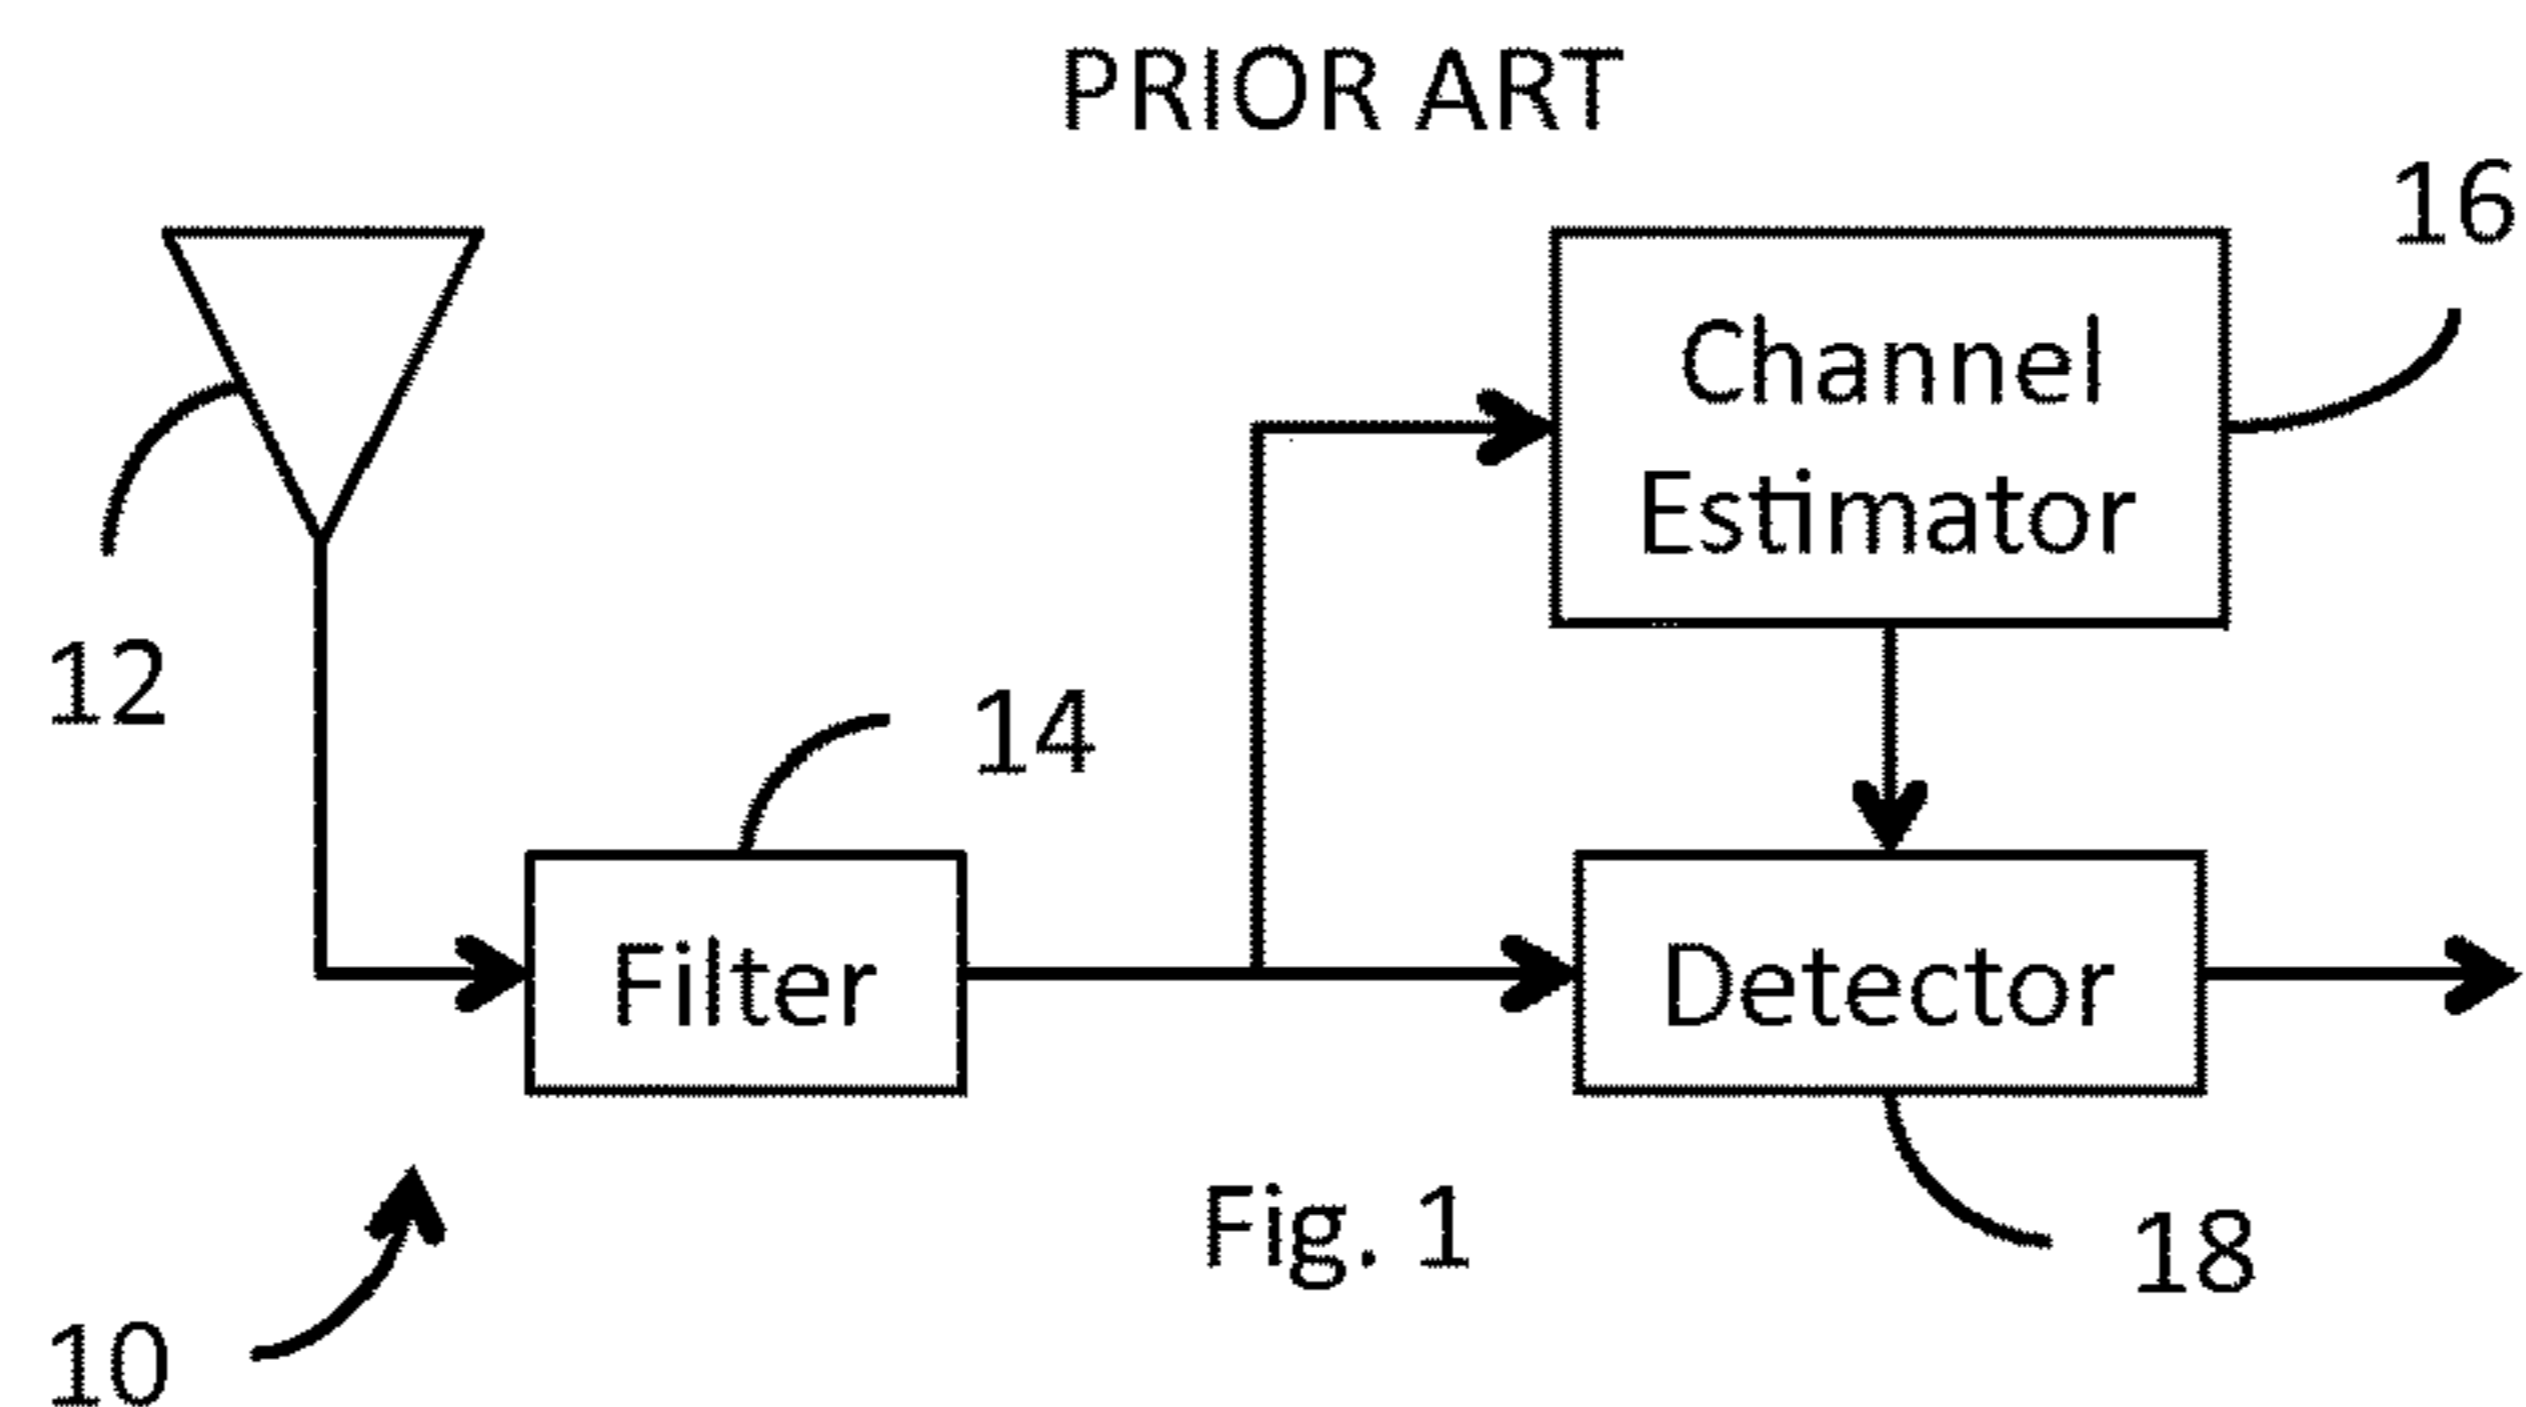 PRIOR ART
16
Channel
Estimator
12
14
Filter
Detector
Fig. 1
18
10